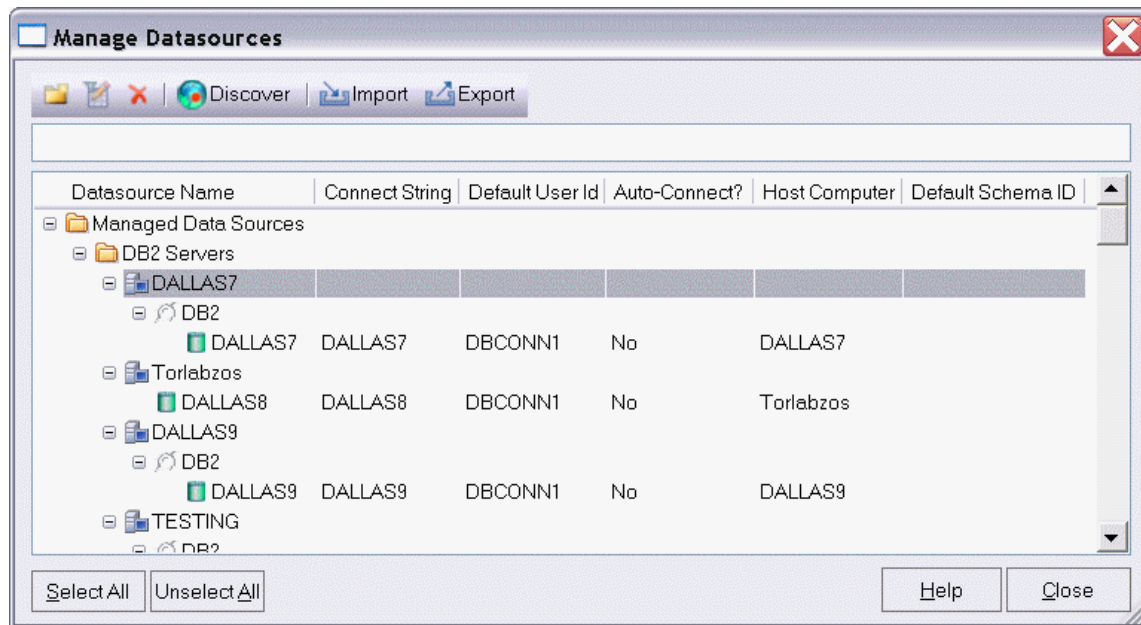 Manage Datasources
Discover Import Export
Datasource Name Connect String Default User Id Auto-Connect? Host Computer Default Schema ID
Managed Data Sources
DB2 Servers
DALLAS7
DB2
DALLAS7 DALLAS7 DBCONN1 No DALLAS7
Torlabzos
DALLAS8 DALLAS8 DBCONN1 No Torlabzos
DALLAS9
DB2
DALLAS9 DALLAS9 DBCONN1 No DALLAS9
TESTING
DB2
Select All Unselect All Help Close